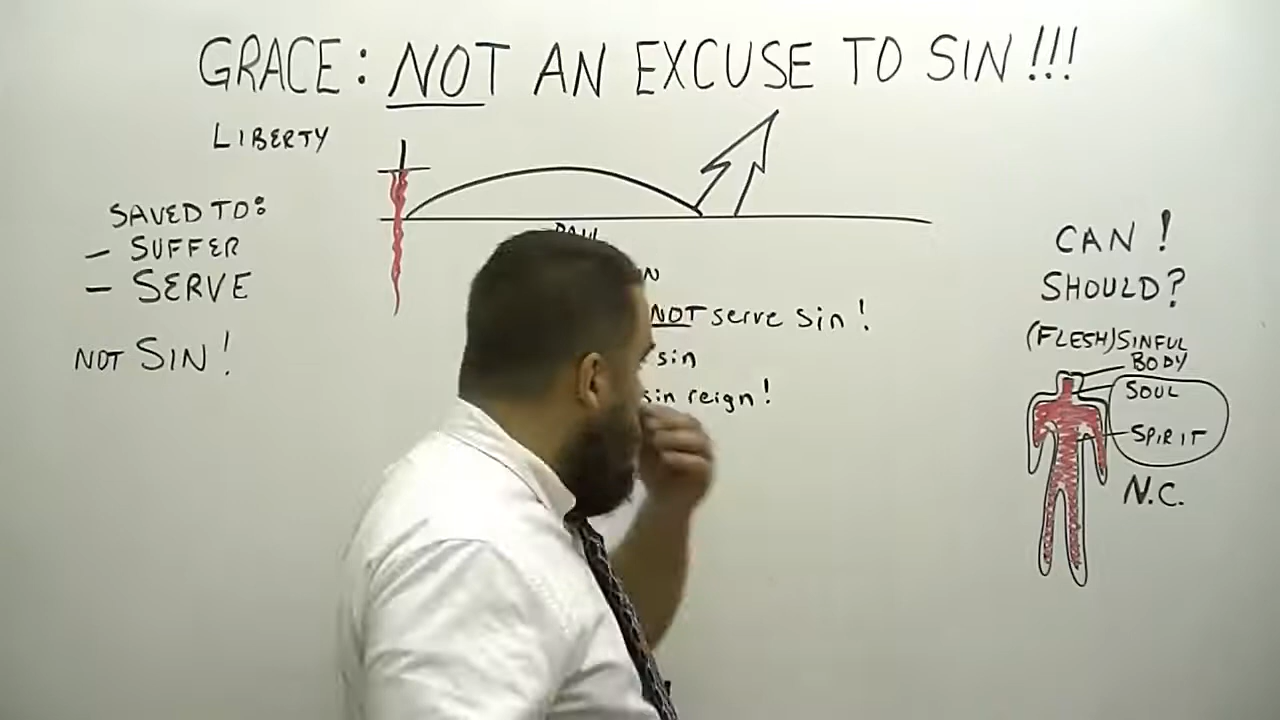 GRACE: NOT AN EXCUSE TO SIN!!!
LIBERTY
SAVED TO:
- SUFFER
- SERVE
NOT SIN!
NOT serve sin!
sin
sin reign!
CAN!
SHOULD?
(FLESH) SINFUL
BODY
SOUL
SPIRIT
N.C.